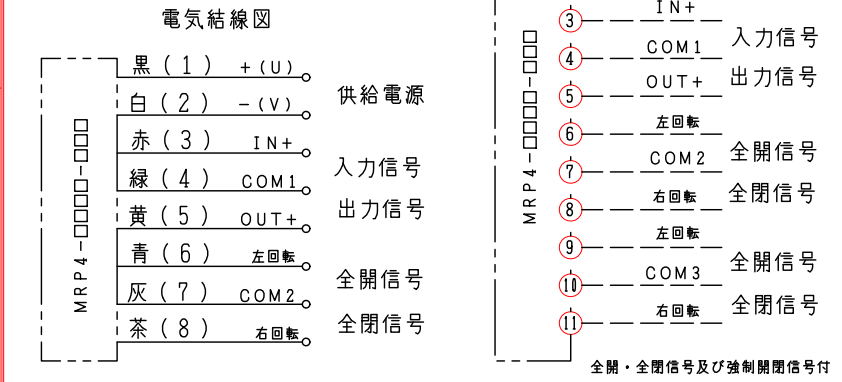 電気結線図
MRP4-□□□□-□□
黒(1) +(U)
白(2) -(V)
供給電源
赤(3) IN+
緑(4) COM1
入力信号
黄(5) OUT+
出力信号
青(6) 左回転
灰(7) COM2
全開信号
茶(8) 右回転
全閉信号
MRP4-□□□□-□□□
3 IN+
4 COM1
入力信号
5 OUT+
出力信号
6 左回転
7 COM2
全開信号
8 右回転
全閉信号
9 左回転
10 COM3
全開信号
11 右回転
全閉信号
全開・全閉信号及び強制開閉信号付